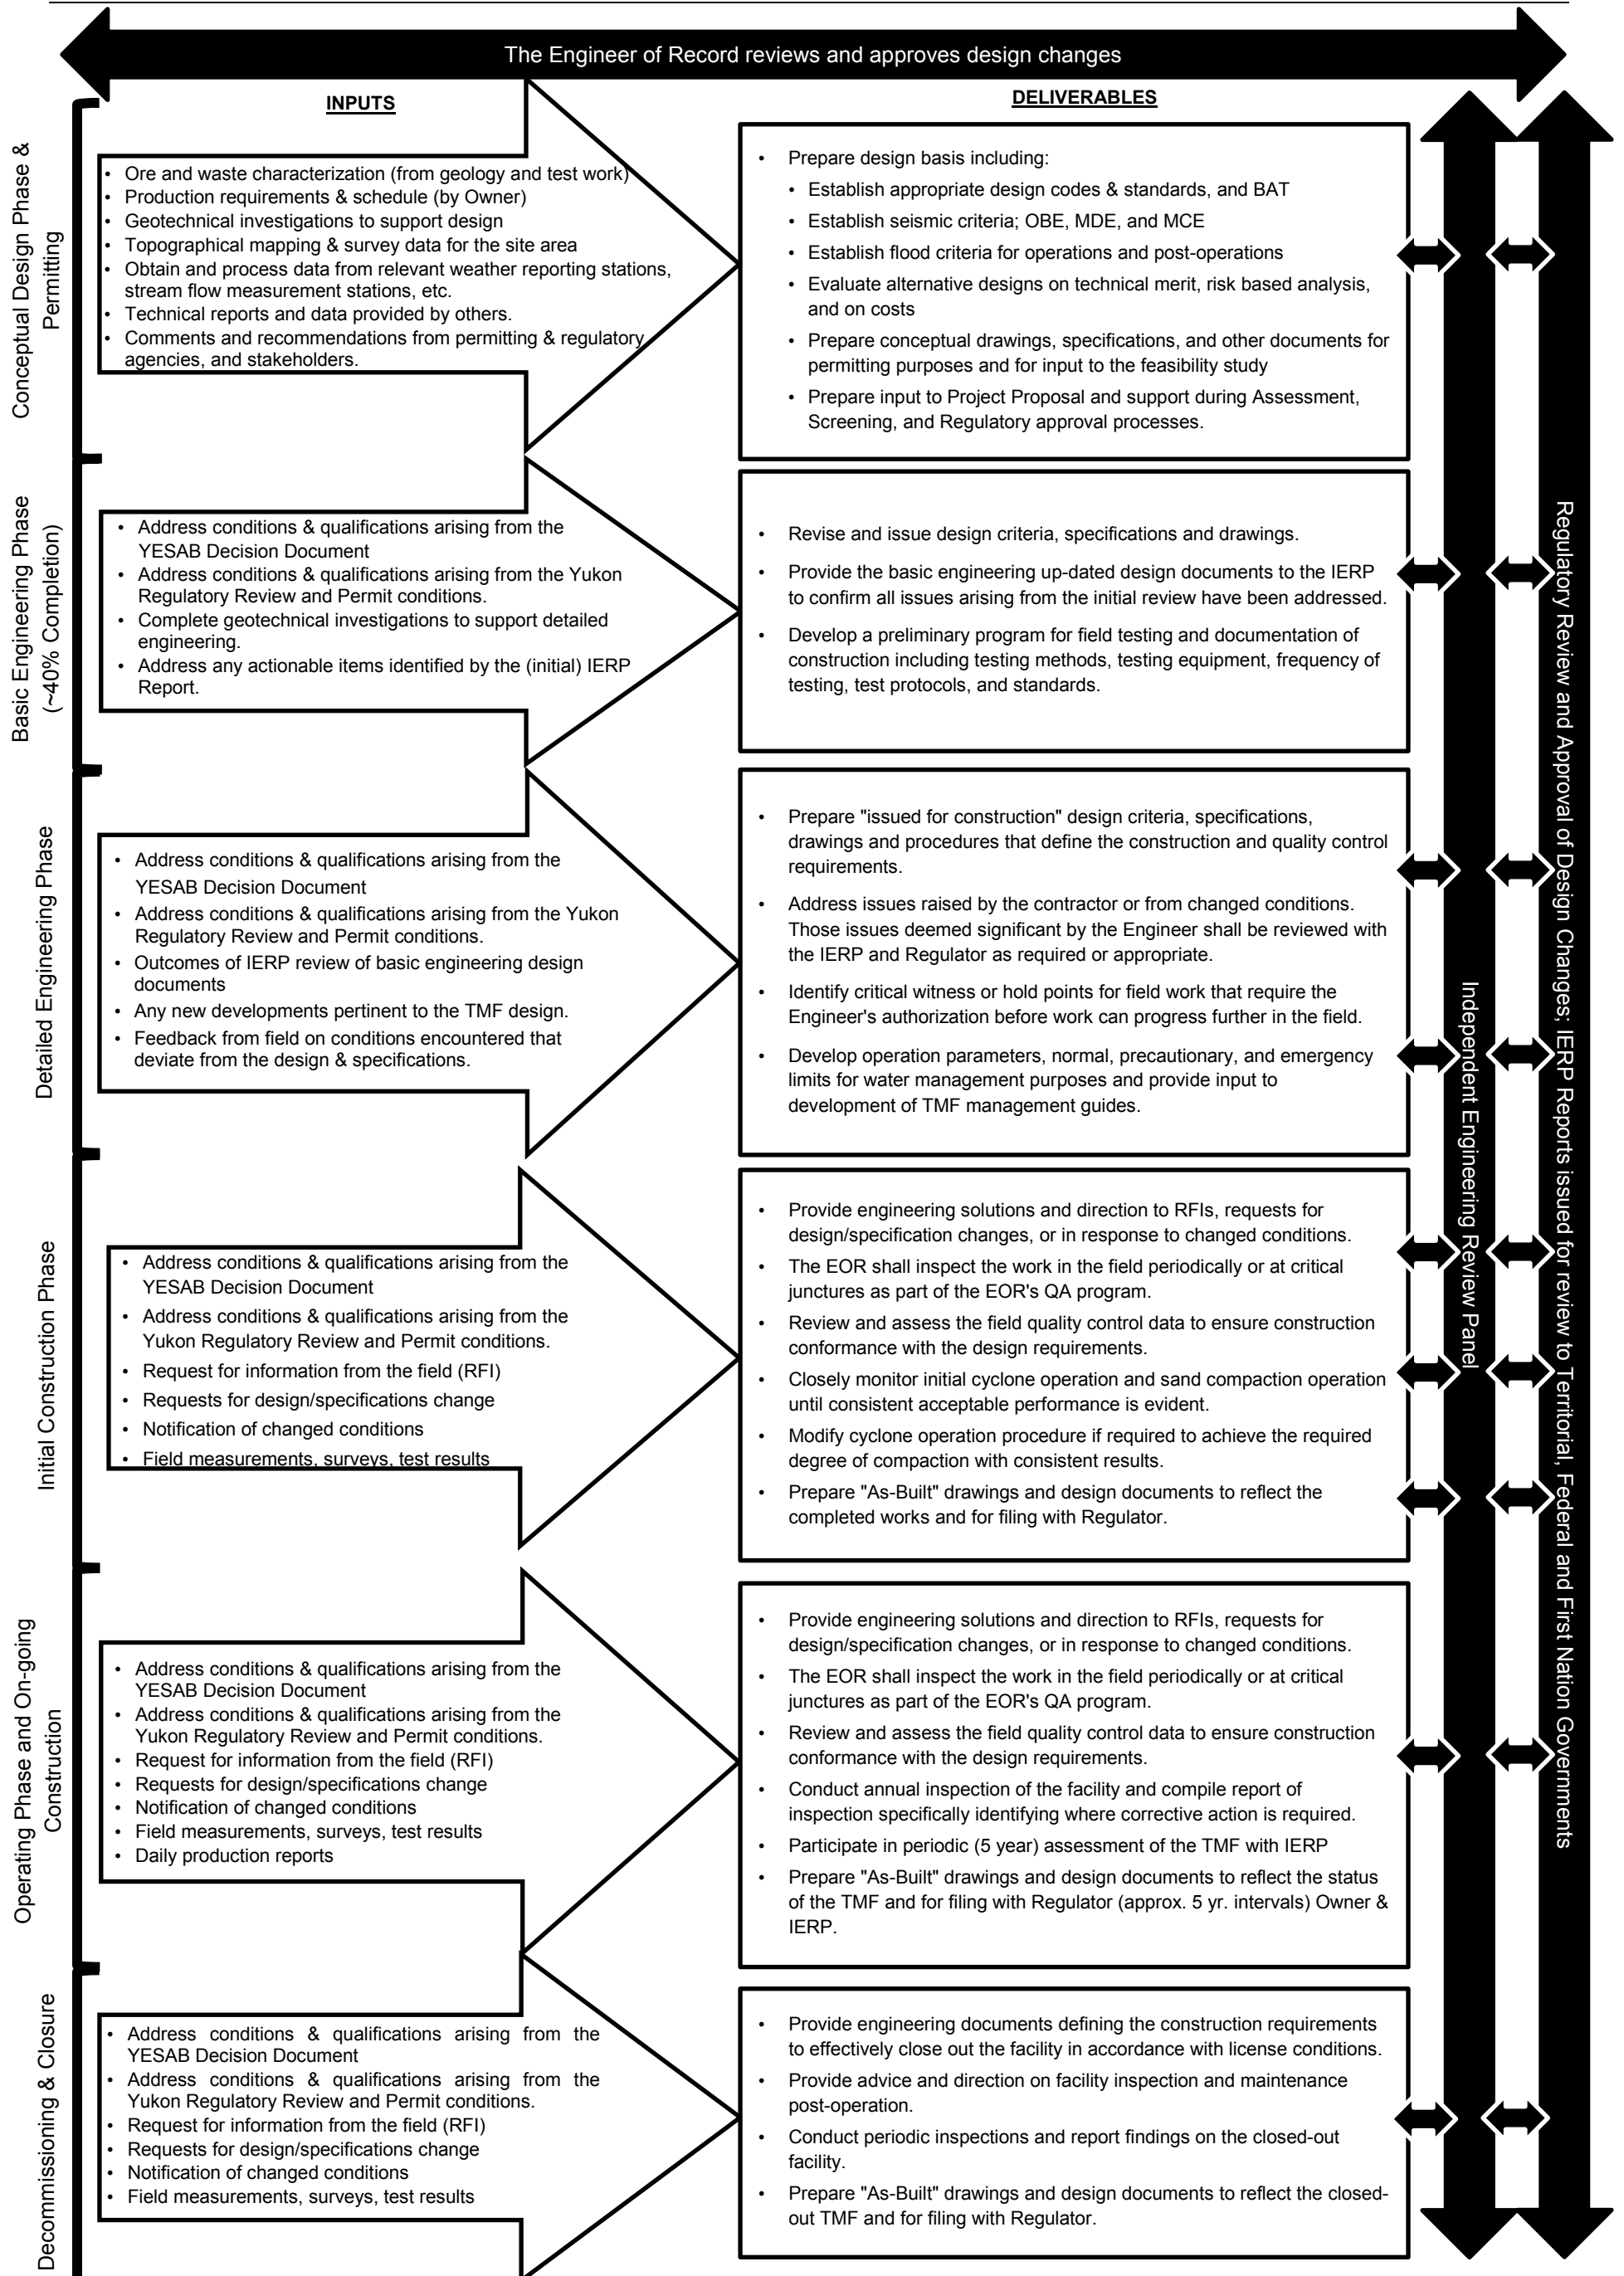 The Engineer of Record reviews and approves design changes
INPUTS
DELIVERABLES
Conceptual Design Phase &
Permitting
• Ore and waste characterization (from geology and test work)
• Production requirements & schedule (by Owner)
• Geotechnical investigations to support design
• Topographical mapping & survey data for the site area
• Obtain and process data from relevant weather reporting stations,
stream flow measurement stations, etc.
• Technical reports and data provided by others.
• Comments and recommendations from permitting & regulatory
agencies, and stakeholders.
• Prepare design basis including:
• Establish appropriate design codes & standards, and BAT
• Establish seismic criteria; OBE, MDE, and MCE
• Establish flood criteria for operations and post-operations
• Evaluate alternative designs on technical merit, risk based analysis,
and on costs
• Prepare conceptual drawings, specifications, and other documents for
permitting purposes and for input to the feasibility study
• Prepare input to Project Proposal and support during Assessment,
Screening, and Regulatory approval processes.
Basic Engineering Phase
(~40% Completion)
• Address conditions & qualifications arising from the
YESAB Decision Document
• Address conditions & qualifications arising from the Yukon
Regulatory Review and Permit conditions.
• Complete geotechnical investigations to support detailed
engineering.
• Address any actionable items identified by the (initial) IERP
Report.
• Revise and issue design criteria, specifications and drawings.
• Provide the basic engineering up-dated design documents to the IERP
to confirm all issues arising from the initial review have been addressed.
• Develop a preliminary program for field testing and documentation of
construction including testing methods, testing equipment, frequency of
testing, test protocols, and standards.
Detailed Engineering Phase
• Address conditions & qualifications arising from the
YESAB Decision Document
• Address conditions & qualifications arising from the Yukon
Regulatory Review and Permit conditions.
• Outcomes of IERP review of basic engineering design
documents
• Any new developments pertinent to the TMF design.
• Feedback from field on conditions encountered that
deviate from the design & specifications.
• Prepare "issued for construction" design criteria, specifications,
drawings and procedures that define the construction and quality control
requirements.
• Address issues raised by the contractor or from changed conditions.
Those issues deemed significant by the Engineer shall be reviewed with
the IERP and Regulator as required or appropriate.
• Identify critical witness or hold points for field work that require the
Engineer's authorization before work can progress further in the field.
• Develop operation parameters, normal, precautionary, and emergency
limits for water management purposes and provide input to
development of TMF management guides.
Initial Construction Phase
• Address conditions & qualifications arising from the
YESAB Decision Document
• Address conditions & qualifications arising from the
Yukon Regulatory Review and Permit conditions.
• Request for information from the field (RFI)
• Requests for design/specifications change
• Notification of changed conditions
• Field measurements, surveys, test results
• Provide engineering solutions and direction to RFIs, requests for
design/specification changes, or in response to changed conditions.
• The EOR shall inspect the work in the field periodically or at critical
junctures as part of the EOR's QA program.
• Review and assess the field quality control data to ensure construction
conformance with the design requirements.
• Closely monitor initial cyclone operation and sand compaction operation
until consistent acceptable performance is evident.
• Modify cyclone operation procedure if required to achieve the required
degree of compaction with consistent results.
• Prepare "As-Built" drawings and design documents to reflect the
completed works and for filing with Regulator.
Operating Phase and On-going
Construction
• Address conditions & qualifications arising from the
YESAB Decision Document
• Address conditions & qualifications arising from the
Yukon Regulatory Review and Permit conditions.
• Request for information from the field (RFI)
• Requests for design/specifications change
• Notification of changed conditions
• Field measurements, surveys, test results
• Daily production reports
• Provide engineering solutions and direction to RFIs, requests for
design/specification changes, or in response to changed conditions.
• The EOR shall inspect the work in the field periodically or at critical
junctures as part of the EOR's QA program.
• Review and assess the field quality control data to ensure construction
conformance with the design requirements.
• Conduct annual inspection of the facility and compile report of
inspection specifically identifying where corrective action is required.
• Participate in periodic (5 year) assessment of the TMF with IERP
• Prepare "As-Built" drawings and design documents to reflect the status
of the TMF and for filing with Regulator (approx. 5 yr. intervals) Owner &
IERP.
Decommissioning & Closure
• Address conditions & qualifications arising from the
YESAB Decision Document
• Address conditions & qualifications arising from the
Yukon Regulatory Review and Permit conditions.
• Request for information from the field (RFI)
• Requests for design/specifications change
• Notification of changed conditions
• Field measurements, surveys, test results
• Provide engineering documents defining the construction requirements
to effectively close out the facility in accordance with license conditions.
• Provide advice and direction on facility inspection and maintenance
post-operation.
• Conduct periodic inspections and report findings on the closed-out
facility.
• Prepare "As-Built" drawings and design documents to reflect the closed-
out TMF and for filing with Regulator.
Independent Engineering Review Panel
Regulatory Review and Approval of Design Changes; IERP Reports issued for review to Territorial, Federal and First Nation Governments